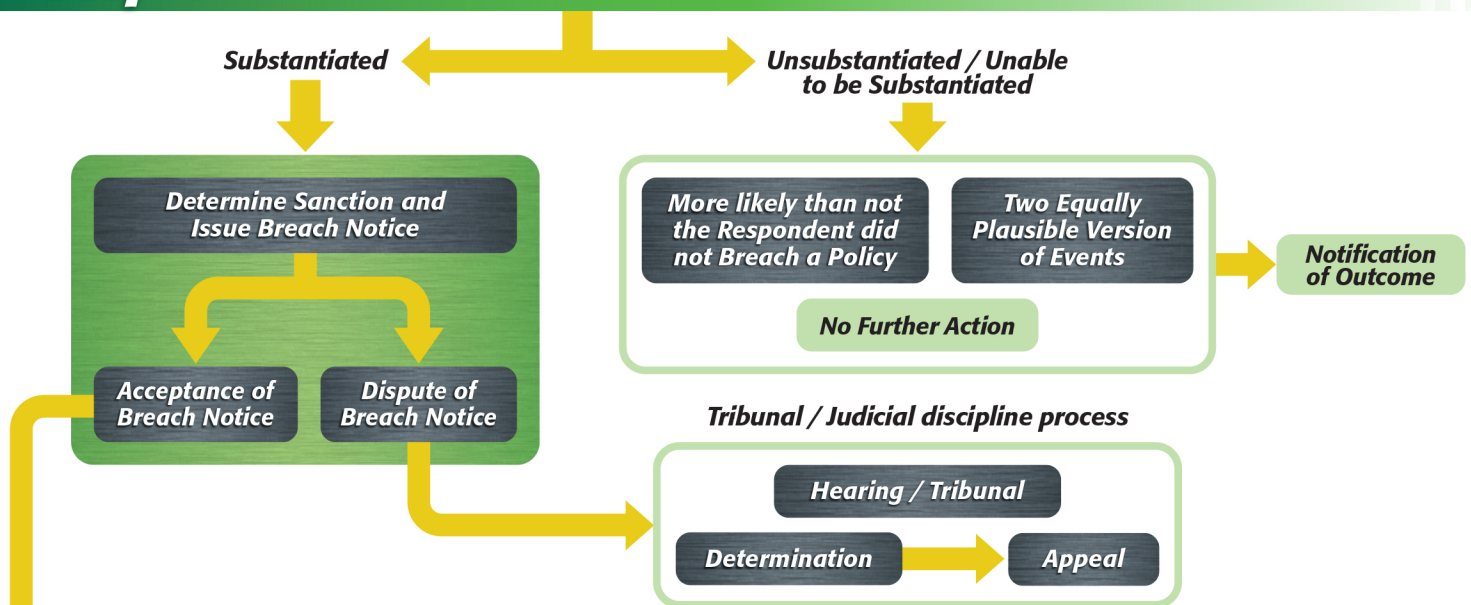 Substantiated
Unsubstantiated / Unable
to be Substantiated
Determine Sanction and
Issue Breach Notice
Acceptance of
Breach Notice
Dispute of
Breach Notice
More likely than not
the Respondent did
not Breach a Policy
Two Equally
Plausible Version
of Events
No Further Action
Notification
of Outcome
Tribunal / Judicial discipline process
Hearing / Tribunal
Determination
Appeal